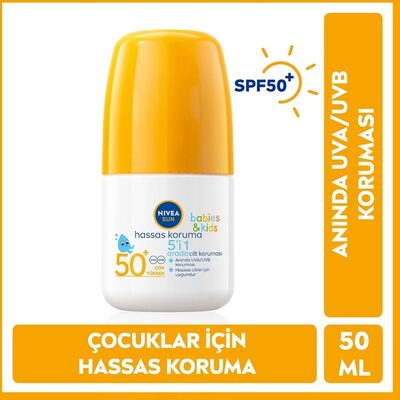 SPF50+
ANINDA UVA/UVB
KORUMASI
NIVEA
SUN
babies
&kids
hassas koruma
5'i 1
arada cilt koruması
50+
ÇOK
YÜKSEK
Anında UVA/UVB
koruması
Hassas ciltler için
uygundur
ÇOCUKLAR İÇİN
HASSAS KORUMA
50
ML